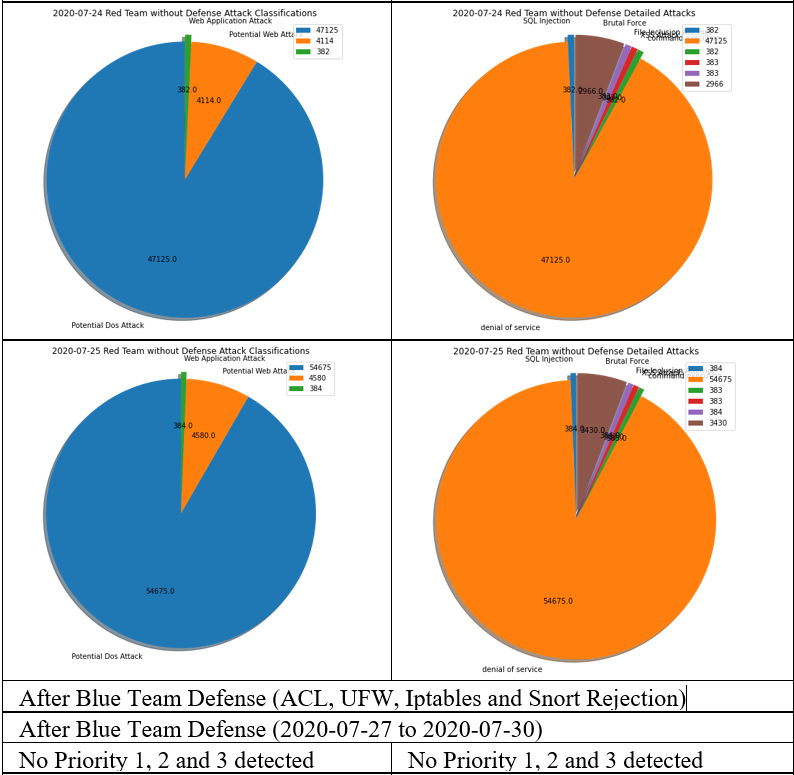 2020-07-24 Red Team without Defense Attack Classifications
Web Application Attack
Potential Web
47125
4114
382
382.0
4114.0
47125.0
Potential Dos Attack
2020-07-24 Red Team without Defense Detailed Attacks
SQL Injection
Brutal Force
File Inclusion
command
382
47125
382
383
383
2966
382.0
2966.0
47125.0
denial of service
2020-07-25 Red Team without Defense Attack Classifications
Web Application Attack
Potential Web
54675
4580
384
384.0
4580.0
54675.0
Potential Dos Attack
2020-07-25 Red Team without Defense Detailed Attacks
SQL Injection
Brutal Force
File Inclusion
command
384
54675
383
383
384
3430
384.0
3430.0
54675.0
denial of service
After Blue Team Defense (ACL, UFW, Iptables and Snort Rejection)
After Blue Team Defense (2020-07-27 to 2020-07-30)
No Priority 1, 2 and 3 detected
No Priority 1, 2 and 3 detected